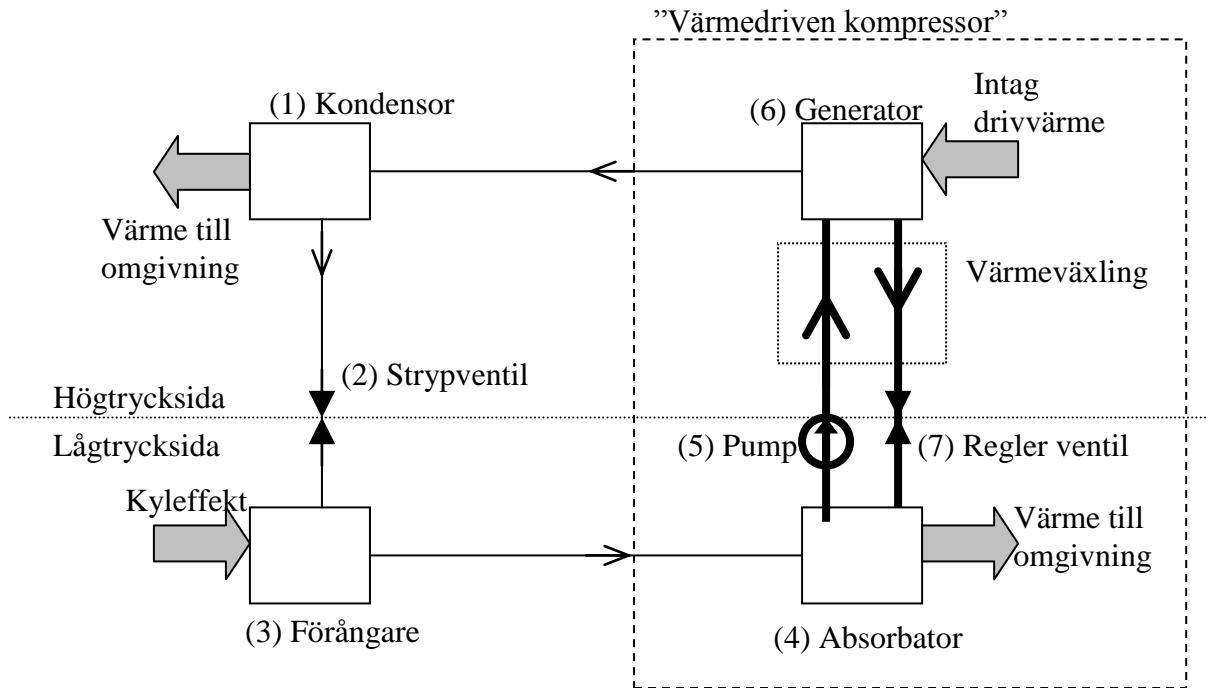 ”Värmedriven kompressor”
(1) Kondensor
(6) Generator
Intag
drivvärme
Värme till
omgivning
Värmeväxling
(2) Strypventil
Högtrycksida
Lågtrycksida
(5) Pump
(7) Regler ventil
Kyleffekt
Värme till
omgivning
(3) Förångare
(4) Absorbator